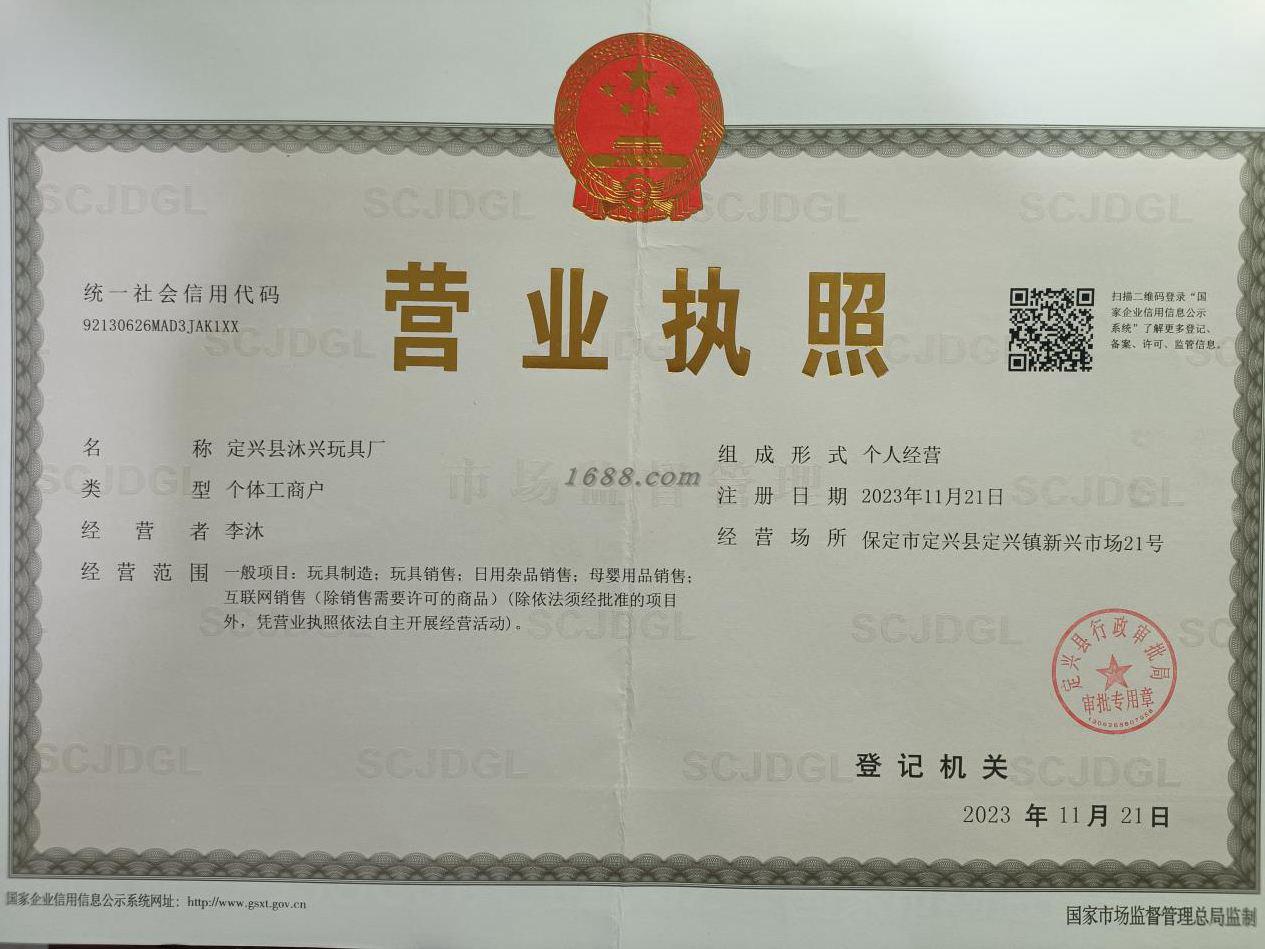 营业执照
统一社会信用代码
92130626MAD3JAK1XX
扫描二维码登录“国
家企业信用信息公示
系统”了解更多登记、
备案、许可、监管信息。
名称 定兴县沐兴玩具厂
类型 个体工商户
经营者 李沐
经营范围 一般项目：玩具制造；玩具销售；日用杂品销售；母婴用品销售；
互联网销售（除销售需要许可的商品）(除依法须经批准的项目
外，凭营业执照依法自主开展经营活动)。
组成形式 个人经营
注册日期 2023年11月21日
经营场所 保定市定兴县定兴镇新兴市场21号
1688.com
市场监督管理
SCJDGL
定兴县行政审批局
审批专用章
登记机关
2023 年 11月 21日
国家企业信用信息公示系统网址：http://www.gsxt.gov.cn
国家市场监督管理总局监制